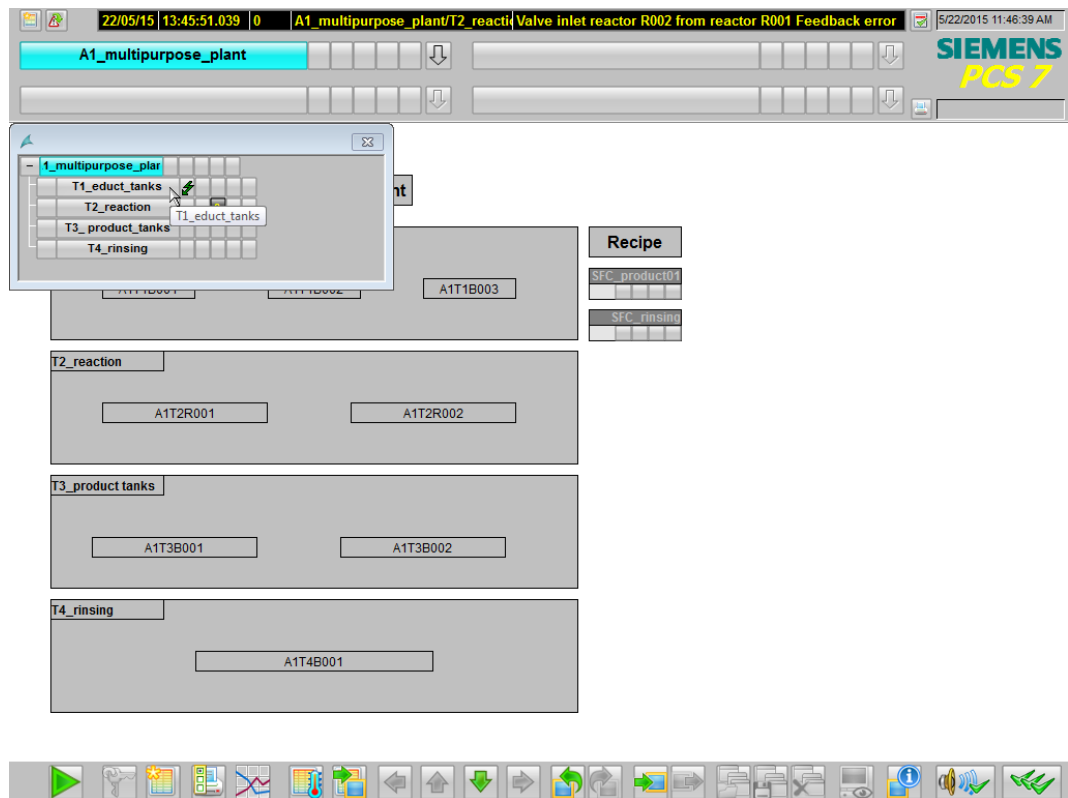 22/05/15 13:45:51.039 0 A1_multipurpose_plant/T2_reacti Valve inlet reactor R002 from reactor R001 Feedback error
5/22/2015 11:46:39 AM
A1_multipurpose_plant
SIEMENS
PCS 7
1_multipurpose_plar
T1_educt_tanks
T2_reaction
T1_educt_tanks
T3_ product_tanks
T4_rinsing
nt
Recipe
SFC_product01
SFC_rinsing
A1T1B003
T2_reaction
A1T2R001
A1T2R002
T3_product tanks
A1T3B001
A1T3B002
T4_rinsing
A1T4B001